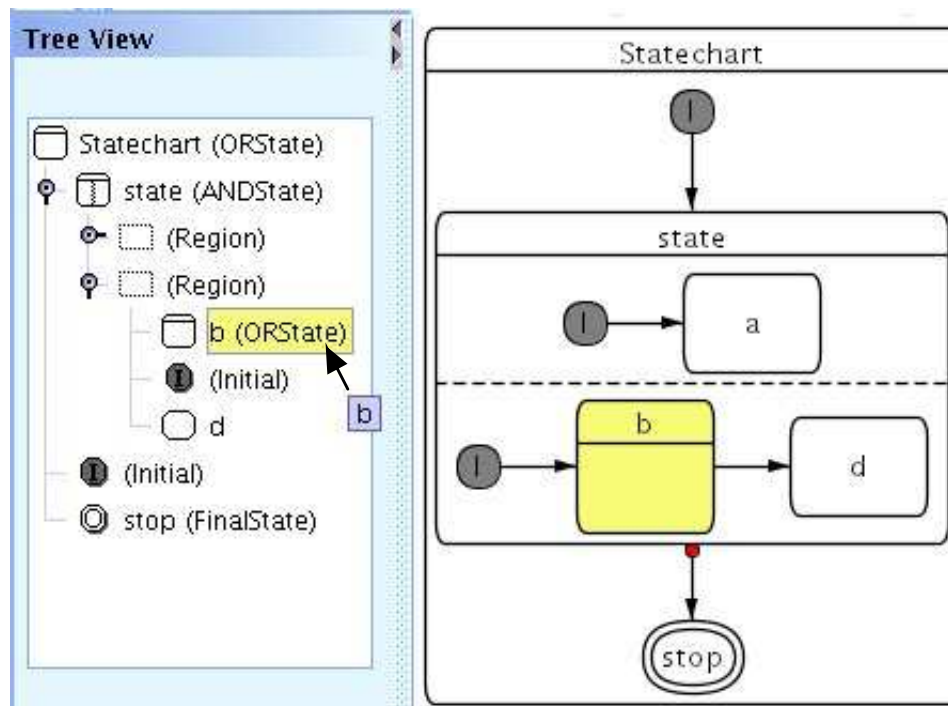 Tree View
Statechart (ORState)
state (ANDState)
(Region)
(Region)
b (ORState)
I (Initial)
b
d
I (Initial)
stop (FinalState)
Statechart
I
state
I
a
b
I
d
stop